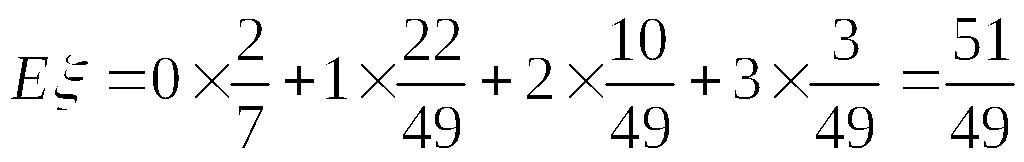 Eξ = 0 × 2/7 + 1 × 22/49 + 2 × 10/49 + 3 × 3/49 = 51/49